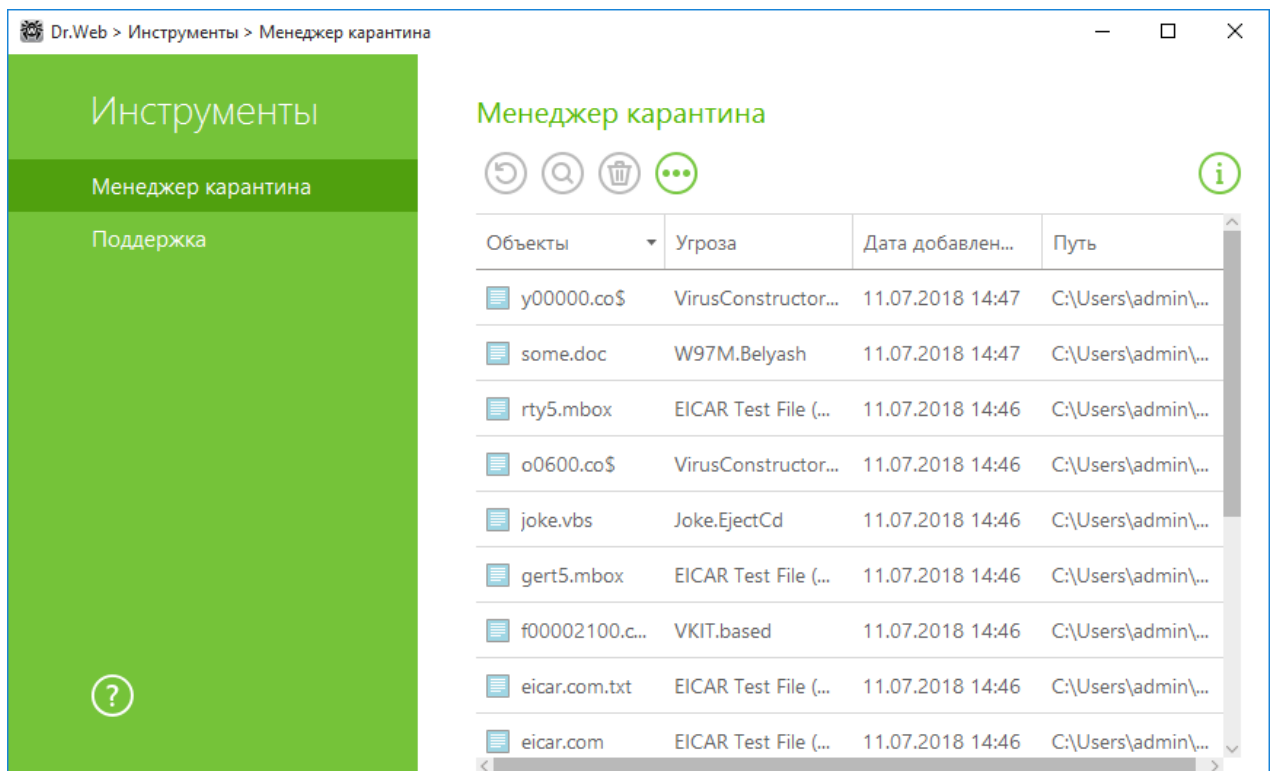 Dr.Web > Инструменты > Менеджер карантина
Инструменты
Менеджер карантина
Поддержка
?
Менеджер карантина
i
Объекты Угроза Дата добавлен... Путь
y00000.co$ VirusConstructor... 11.07.2018 14:47 C:\Users\admin\...
some.doc W97M.Belyash 11.07.2018 14:47 C:\Users\admin\...
rty5.mbox EICAR Test File (... 11.07.2018 14:46 C:\Users\admin\...
o0600.co$ VirusConstructor... 11.07.2018 14:46 C:\Users\admin\...
joke.vbs Joke.EjectCd 11.07.2018 14:46 C:\Users\admin\...
gert5.mbox EICAR Test File (... 11.07.2018 14:46 C:\Users\admin\...
f00002100.c... VKIT.based 11.07.2018 14:46 C:\Users\admin\...
eicar.com.txt EICAR Test File (... 11.07.2018 14:46 C:\Users\admin\...
eicar.com EICAR Test File (... 11.07.2018 14:46 C:\Users\admin\...